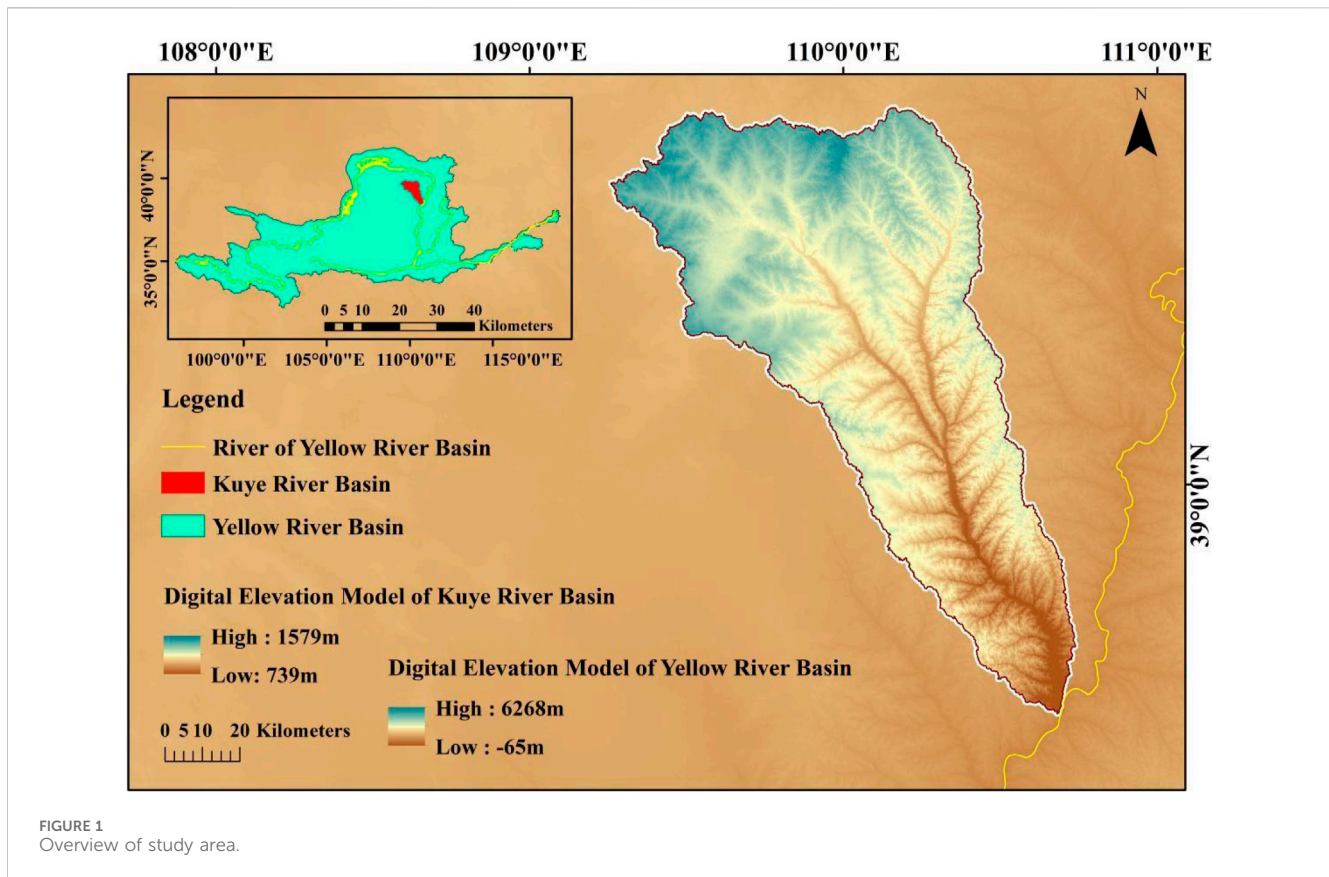 108°0'0"E 109°0'0"E 110°0'0"E 111°0'0"E
N
40°0'0"N
35°0'0"N
0 5 10 20 30 40
Kilometers
100°0'0"E 105°0'0"E 110°0'0"E 115°0'0"E
Legend
River of Yellow River Basin
Kuye River Basin
Yellow River Basin
39°0'0"N
Digital Elevation Model of Kuye River Basin
High : 1579m
Low: 739m
Digital Elevation Model of Yellow River Basin
High : 6268m
Low : -65m
0 5 10 20 Kilometers
FIGURE 1
Overview of study area.